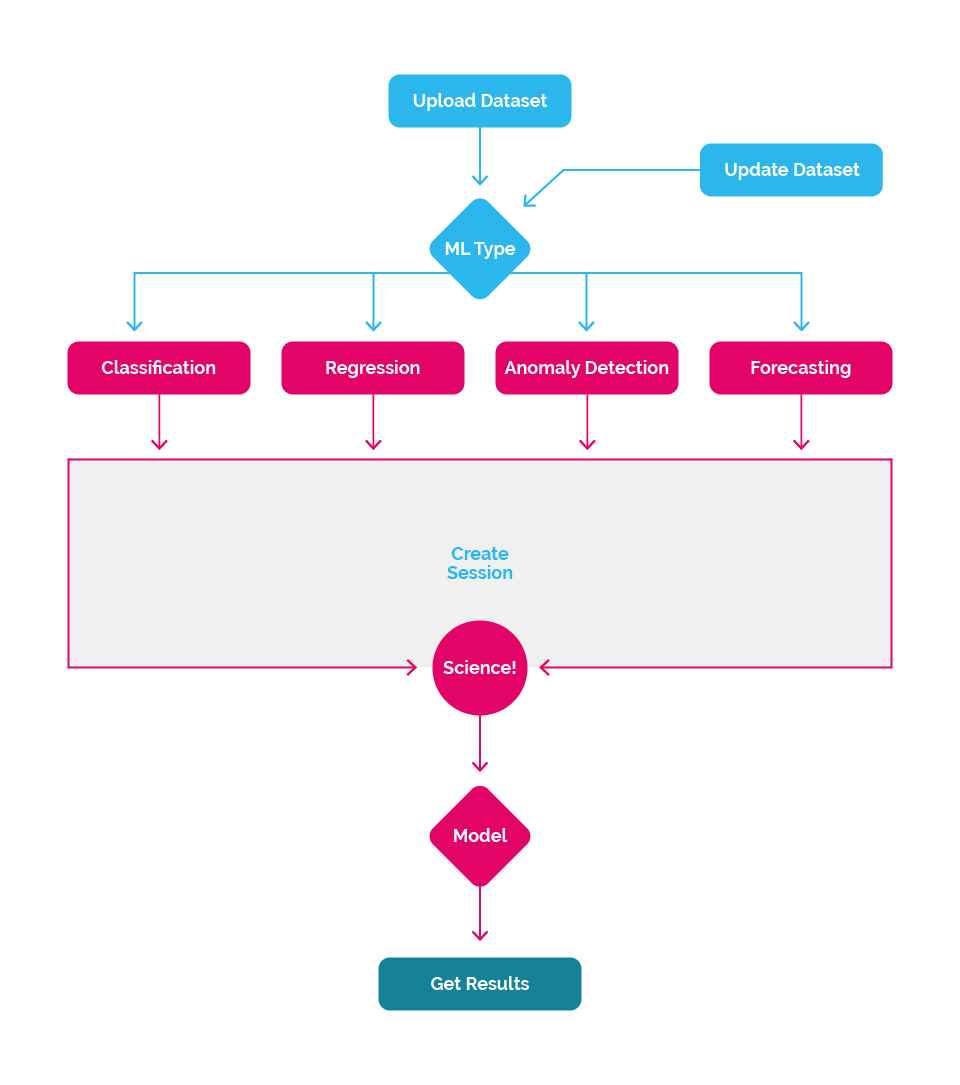 Upload Dataset
Update Dataset
ML Type
Classification
Regression
Anomaly Detection
Forecasting
Create
Session
Science!
Model
Get Results